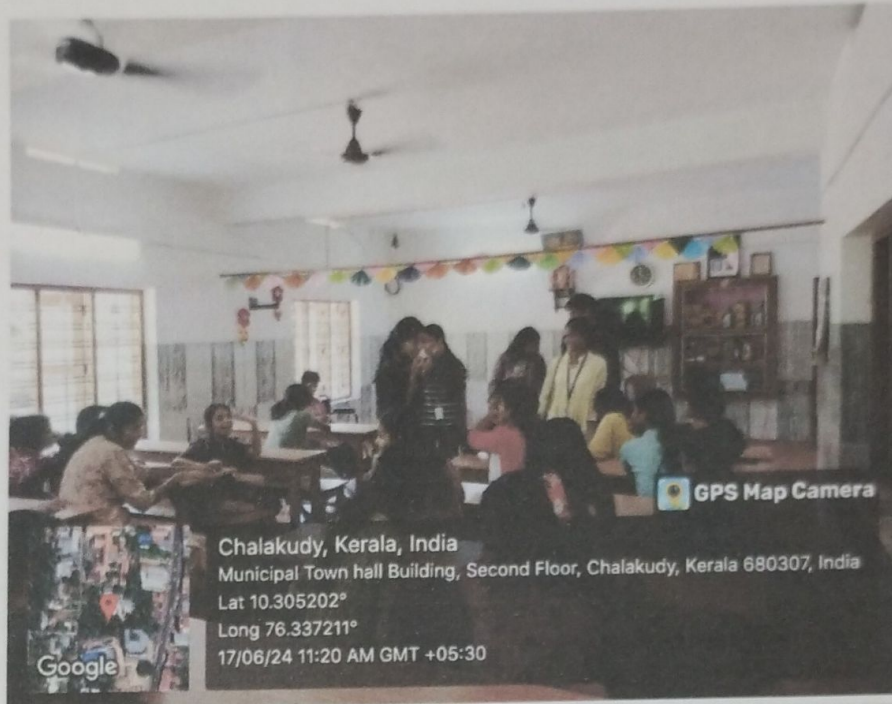 GPS Map Camera
Chalakudy, Kerala, India
Municipal Town hall Building, Second Floor, Chalakudy, Kerala 680307, India
Lat 10.305202°
Long 76.337211°
17/06/24 11:20 AM GMT +05:30
Google